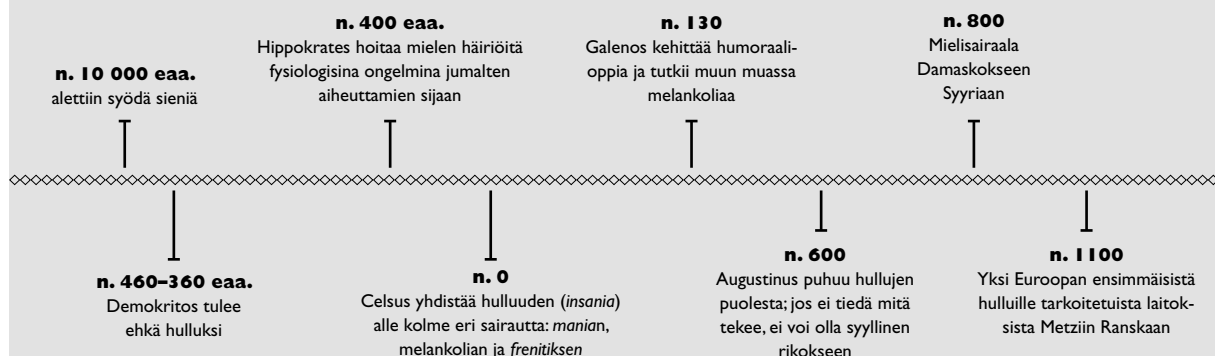 n. 10 000 eaa.
alettiin syödä sieniä
n. 400 eaa.
Hippokrates hoitaa mielen häiriöitä
fysiologisina ongelmina jumalten
aiheuttamien sijaan
n. 130
Galenos kehittää humoraali-
oppia ja tutkii muun muassa
melankoliaa
n. 800
Mielisairaala
Damaskokseen
Syyriaan
n. 460–360 eaa.
Demokritos tulee
ehkä hulluksi
n. 0
Celsus yhdistää hulluuden (insania)
alle kolme eri sairautta: manian,
melankolian ja frenitiksen
n. 600
Augustinus puhuu hullujen
puolesta; jos ei tiedä mitä
tekee, ei voi olla syyllinen
rikokseen
n. 1100
Yksi Euroopan ensimmäisistä
hulluille tarkoitetuista laitok-
sista Metziin Ranskaan